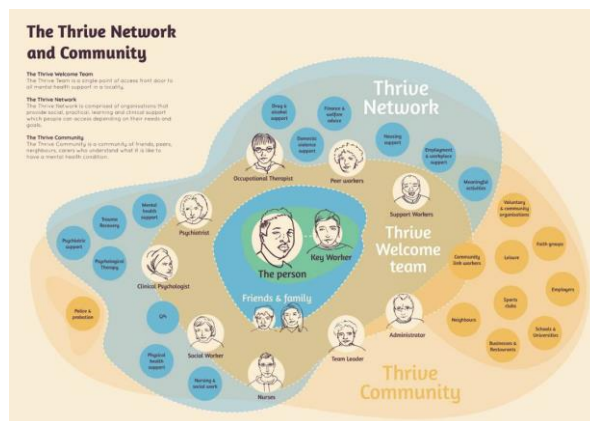 The Thrive Network
and Community
The Thrive Welcome Team
The Thrive Team is a single point of access front door to
all mental health support in a locality.
The Thrive Network
The Thrive Network is comprised of organisations that
provide social, practical, learning and clinical support
which people can access depending on their needs and
goals.
The Thrive Community
The Thrive Community is a community of friends, peers,
neighbours, carers who understand what it is like to
have a mental health condition.
Thrive
Network
Drug &
alcohol
support
Finance &
welfare
advice
Domestic
violence
support
Housing
support
Employment
& workplace
support
Meaningful
activities
Occupational Therapist
Peer workers
Support Workers
Psychiatrist
Mental
health
support
Trauma
Recovery
Psychiatric
support
Psychological
Therapy
Clinical Psychologist
The person
Key Worker
Friends & family
Thrive
Welcome
team
Voluntary
& community
organisations
Faith groups
Community
link workers
Leisure
Employers
Sports
clubs
Neighbours
Schools &
Universities
Businesses &
Restaurants
Police &
probation
GPs
Physical
health
support
Nursing &
social work
Social Worker
Nurses
Team Leader
Administrator
Thrive
Community